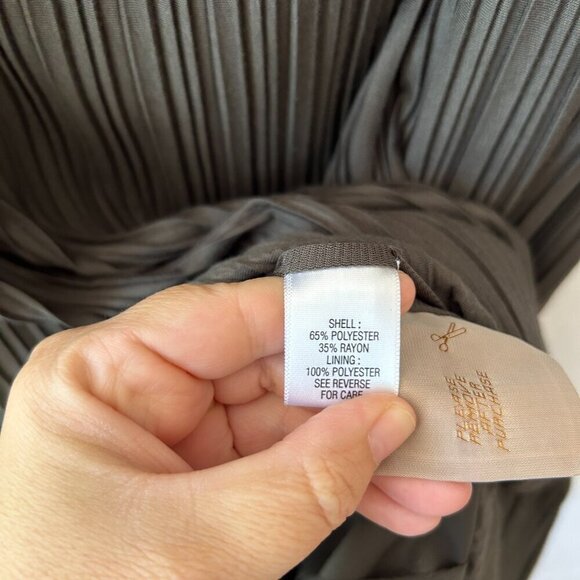 SHELL :
65% POLYESTER
35% RAYON
LINING :
100% POLYESTER
SEE REVERSE
FOR CARE
PLEASE
REMOVE
AFTER
PURCHASE